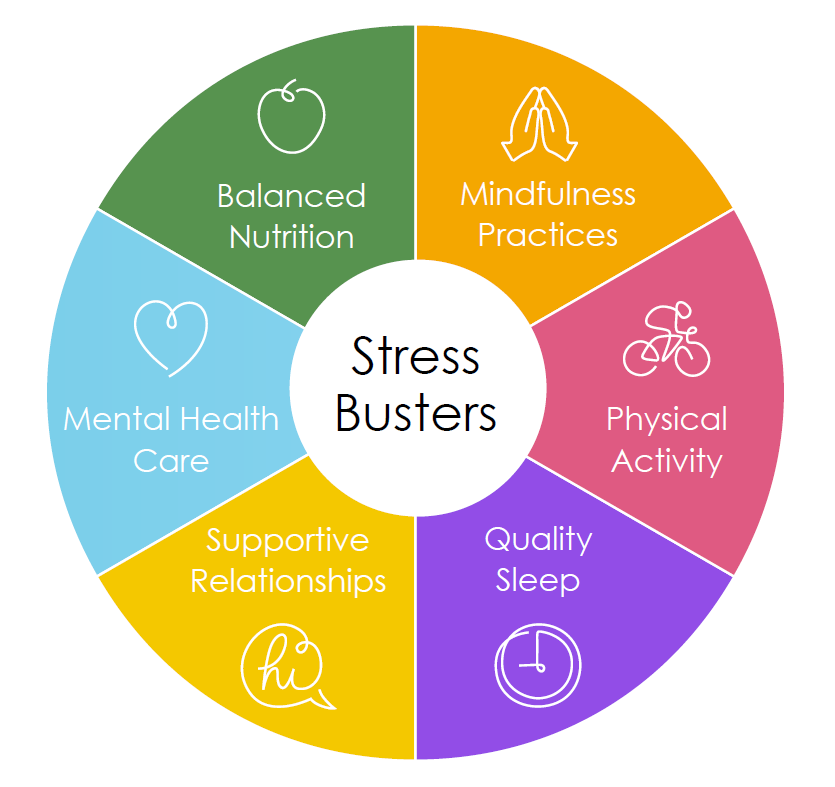 Stress
Busters
Balanced
Nutrition
Mindfulness
Practices
Physical
Activity
Quality
Sleep
hi
Supportive
Relationships
Mental Health
Care